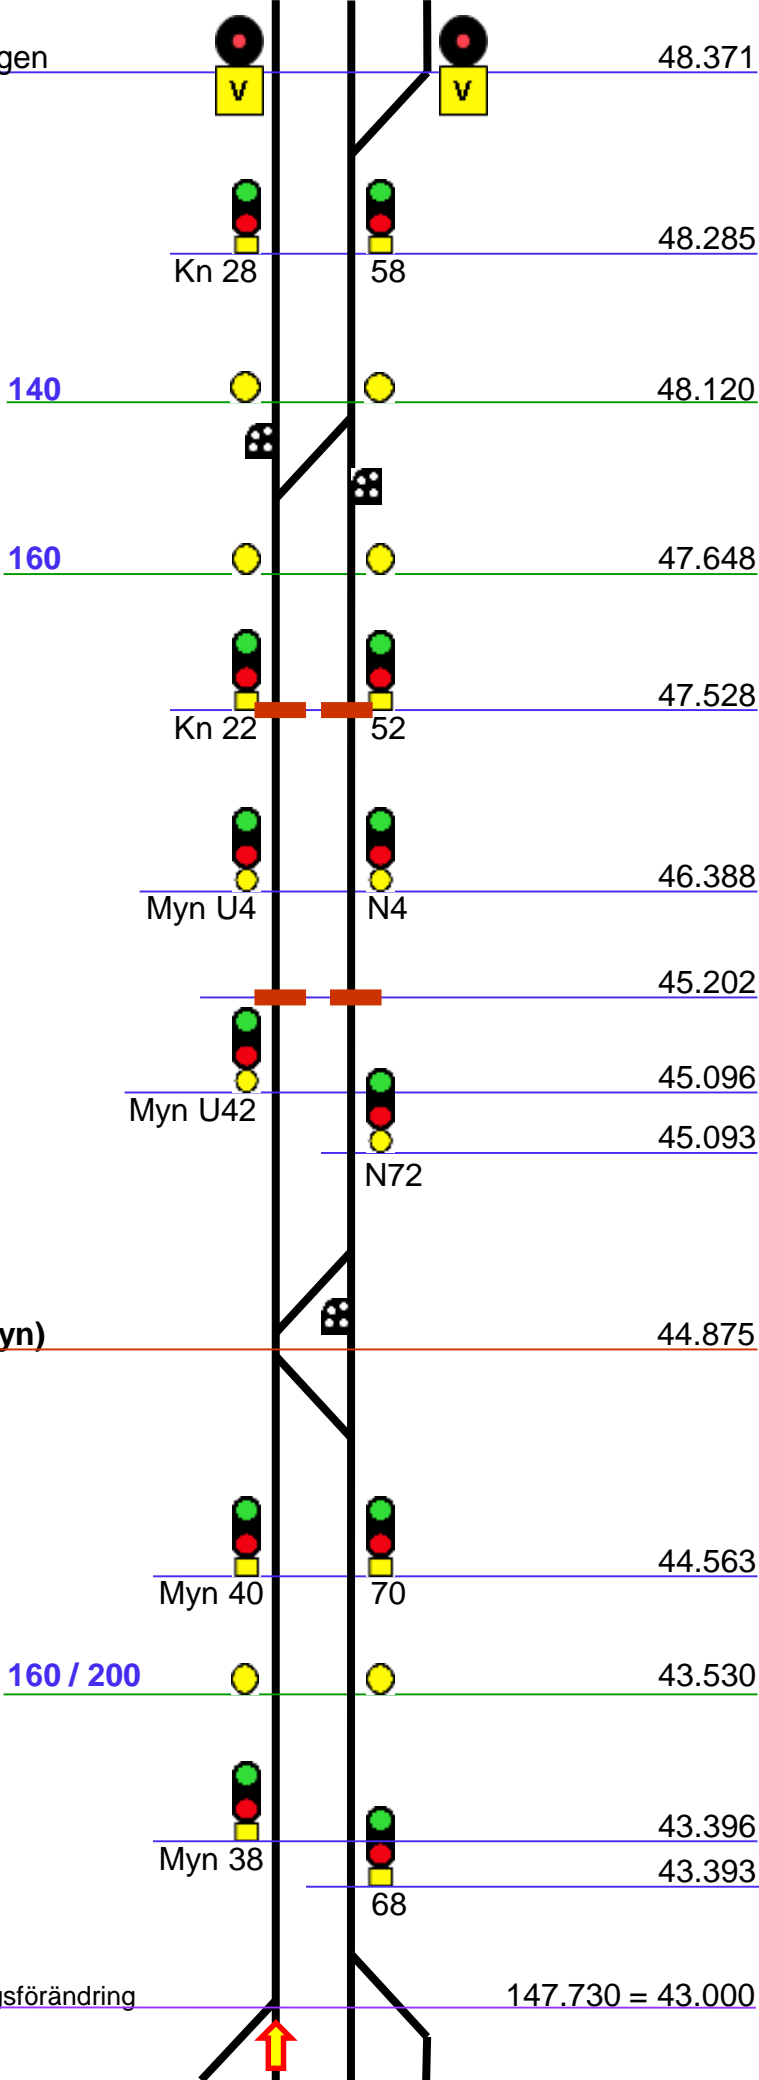 gen 48.371
V V
48.285
Kn 28 58
140 48.120
160 47.648
47.528
Kn 22 52
46.388
Myn U4 N4
45.202
45.096
Myn U42
45.093
N72
yn) 44.875
44.563
Myn 40 70
160 / 200 43.530
43.396
Myn 38
43.393
68
gsförändring 147.730 = 43.000